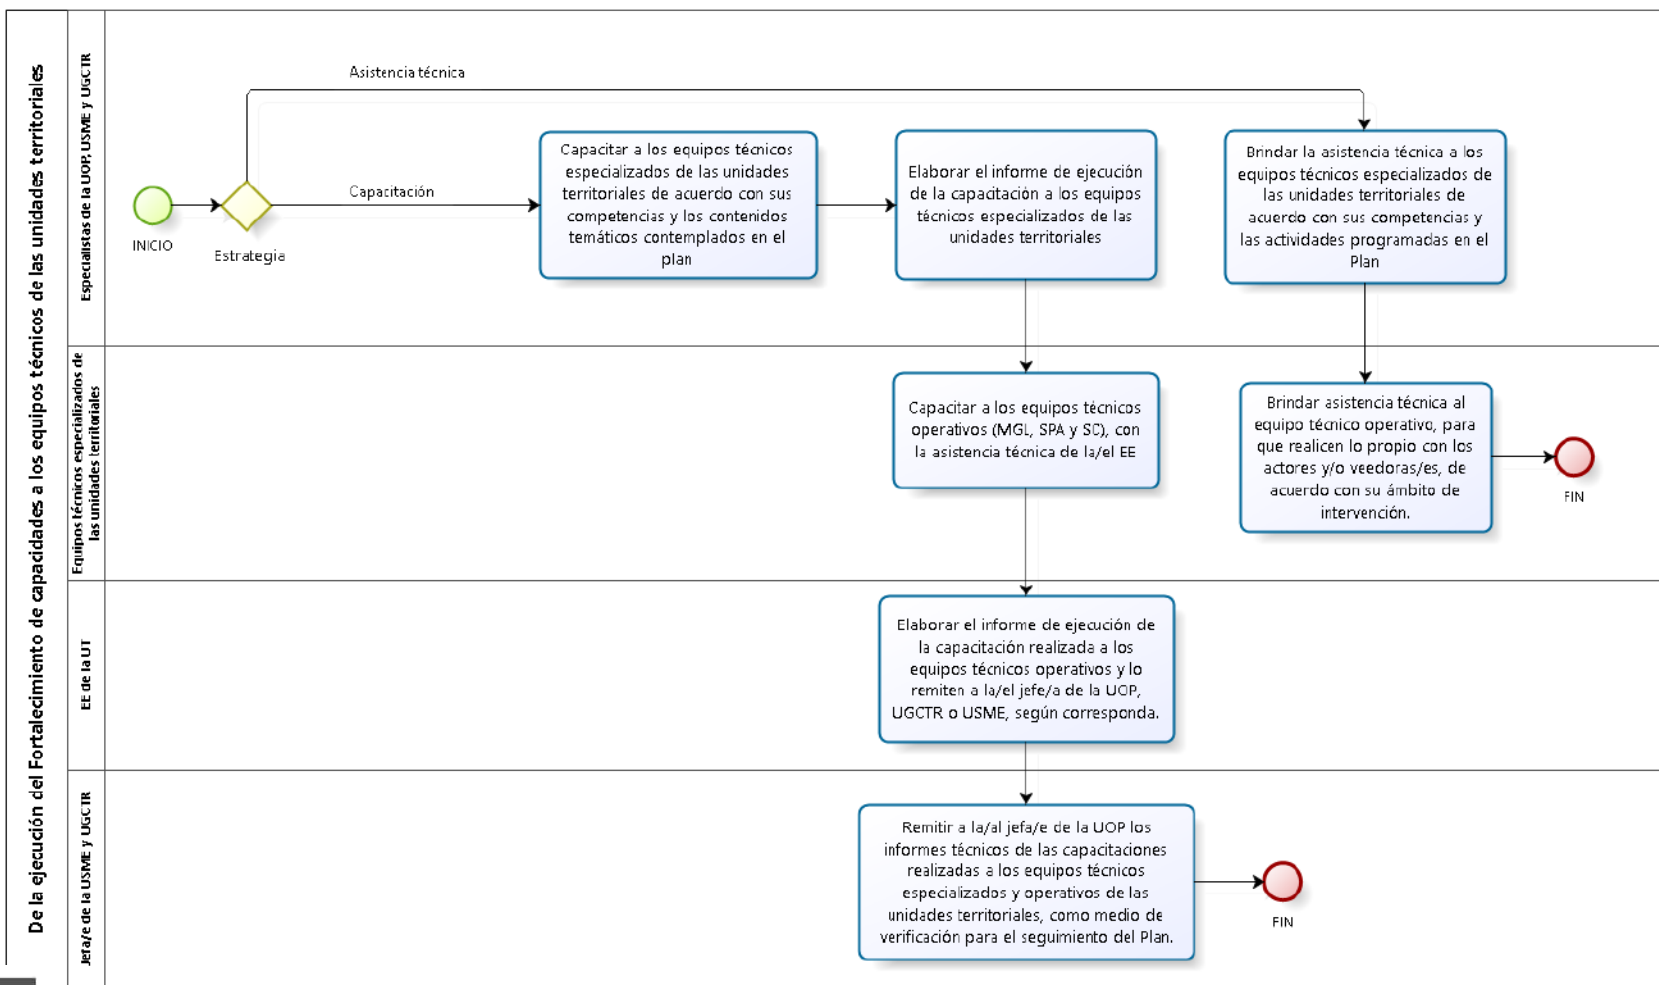 De la ejecución del Fortalecimiento de capacidades a los equipos técnicos de las unidades territoriales
Especialistas de la UOP, USME y UGCTR
Asistencia técnica
INICIO
Estrategia
Capacitación
Capacitar a los equipos técnicos
especializados de las unidades
territoriales de acuerdo con sus
competencias y los contenidos
temáticos contemplados en el
plan
Elaborar el informe de ejecución
de la capacitación a los equipos
técnicos especializados de las
unidades territoriales
Brindar la asistencia técnica a los
equipos técnicos especializados de
las unidades territoriales de
acuerdo con sus competencias y
las actividades programadas en el
Plan
Equipos técnicos especializados de
las unidades territoriales
Capacitar a los equipos técnicos
operativos (MGL, SPA y SC), con
la asistencia técnica de la/el EE
Brindar asistencia técnica al
equipo técnico operativo, para
que realicen lo propio con los
actores y/o veedoras/es, de
acuerdo con su ámbito de
intervención.
FIN
EE de la UT
Elaborar el informe de ejecución de
la capacitación realizada a los
equipos técnicos operativos y lo
remiten a la/el jefe/a de la UOP,
UGCTR o USME, según corresponda.
Jefa/e de la USME y UGCTR
Remitir a la/al jefa/e de la UOP los
informes técnicos de las capacitaciones
realizadas a los equipos técnicos
especializados y operativos de las
unidades territoriales, como medio de
verificación para el seguimiento del Plan.
FIN